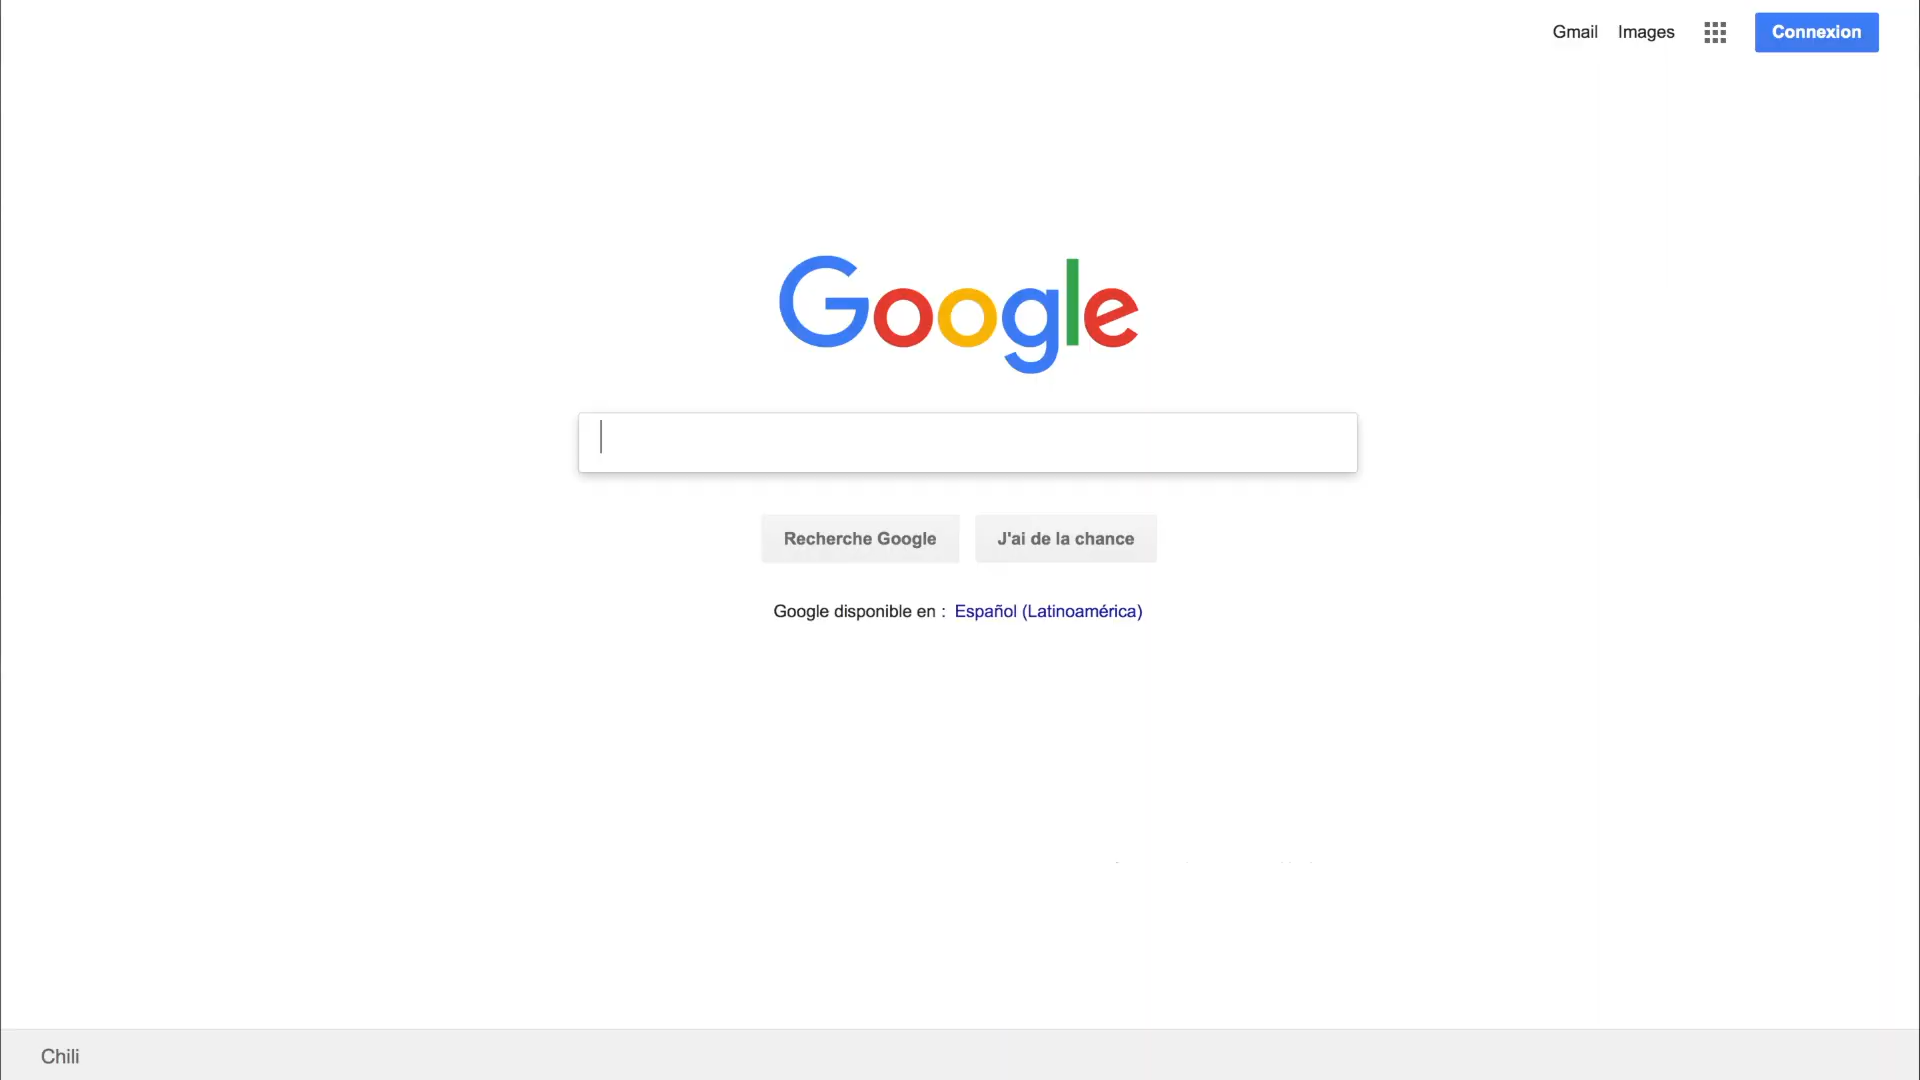 Gmail Images Connexion
Google
Recherche Google J'ai de la chance
Google disponible en : Español (Latinoamérica)
Chili